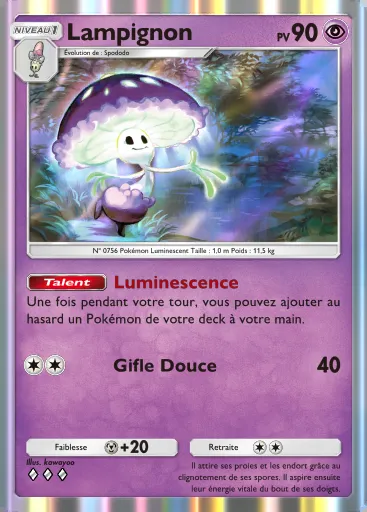 NIVEAU 1
Lampignon
PV 90
Évolution de : Spododo
N° 0756 Pokémon Luminescent Taille : 1,0 m Poids : 11,5 kg
Talent Luminescence
Une fois pendant votre tour, vous pouvez ajouter au
hasard un Pokémon de votre deck à votre main.
Gifle Douce 40
Faiblesse +20 Retraite
Illus. kawayoo
Il attire ses proies et les endort grâce au
clignotement de ses spores. Il aspire ensuite
leur énergie vitale du bout de ses doigts.